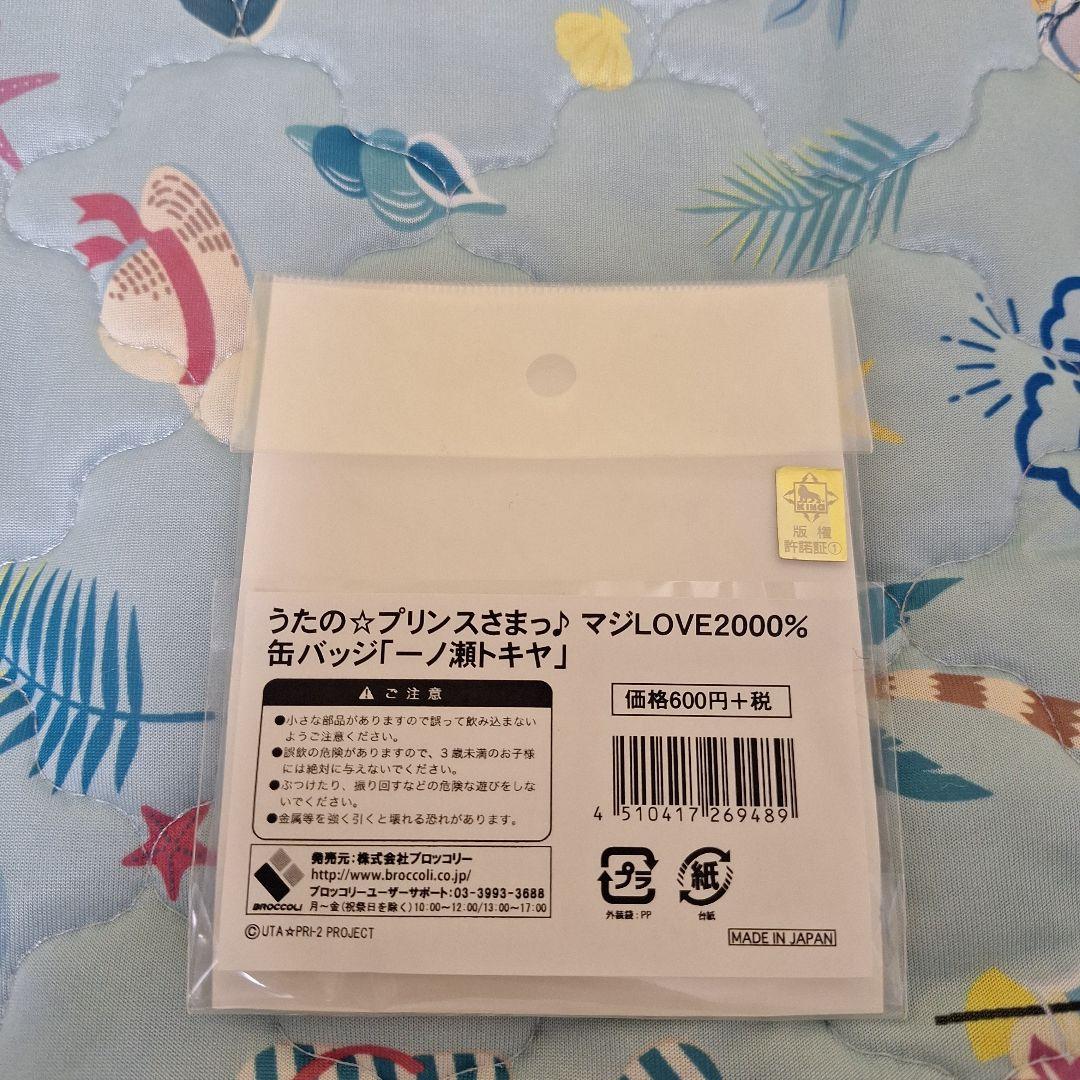 KING
版権
許諾証①
うたの☆プリンスさまっ♪ マジLOVE2000%
缶バッジ「一ノ瀬トキヤ」
ご注意
●小さな部品がありますので誤って飲み込まない
ようご注意ください。
●誤飲の危険がありますので、3歳未満のお子様
には絶対に与えないでください。
●ぶつけたり、振り回すなどの危険な遊びをしな
いでください。
●金属等を強く引くと壊れる恐れがあります。
価格600円+税
4 510417 269489
BROCCOLI
発売元:株式会社ブロッコリー
http://www.broccoli.co.jp/
ブロッコリーユーザーサポート:03-3993-3688
月~金(祝祭日を除く)10:00~12:00/13:00~17:00
©UTA☆PRI-2 PROJECT
プラ
外装袋:PP
紙
台紙
MADE IN JAPAN